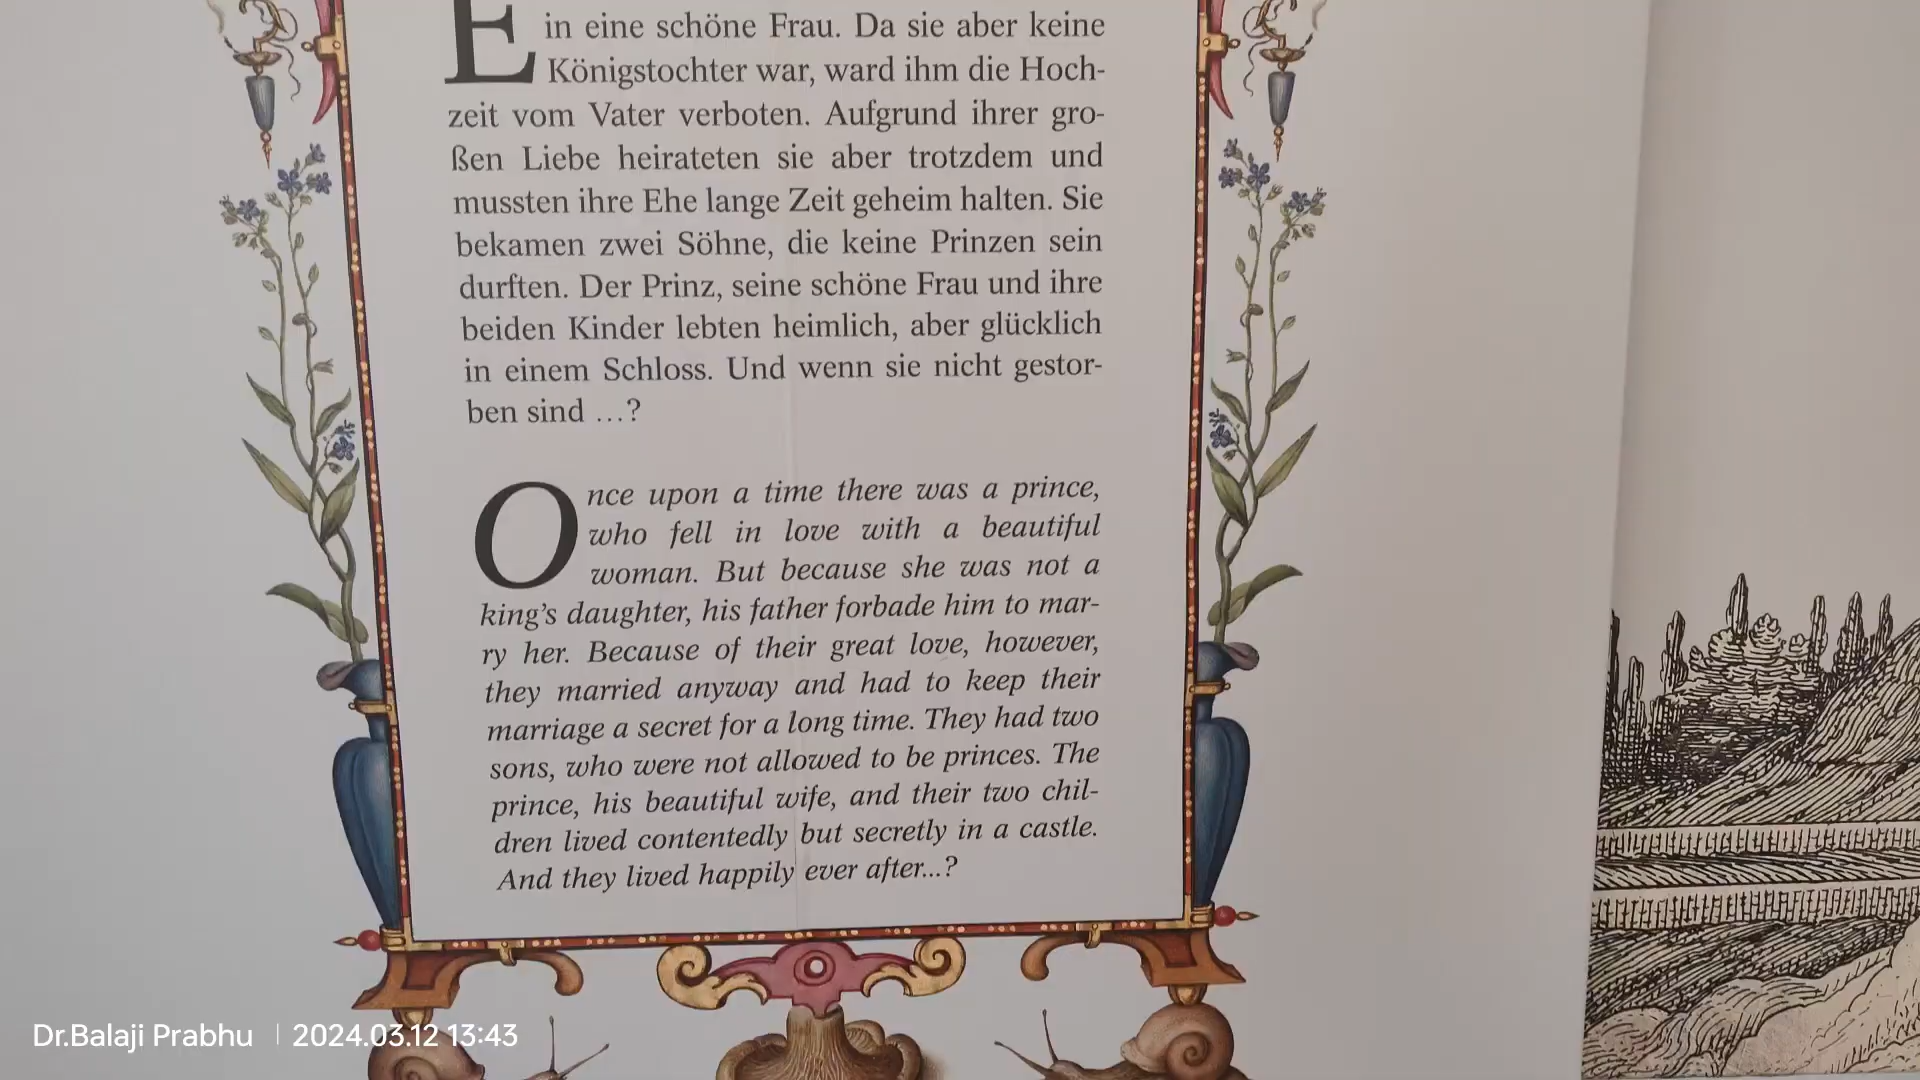 E
in eine schöne Frau. Da sie aber keine
Königstochter war, ward ihm die Hoch-
zeit vom Vater verboten. Aufgrund ihrer gro-
ßen Liebe heirateten sie aber trotzdem und
mussten ihre Ehe lange Zeit geheim halten. Sie
bekamen zwei Söhne, die keine Prinzen sein
durften. Der Prinz, seine schöne Frau und ihre
beiden Kinder lebten heimlich, aber glücklich
in einem Schloss. Und wenn sie nicht gestor-
ben sind …?
Once upon a time there was a prince,
who fell in love with a beautiful
woman. But because she was not a
king’s daughter, his father forbade him to mar-
ry her. Because of their great love, however,
they married anyway and had to keep their
marriage a secret for a long time. They had two
sons, who were not allowed to be princes. The
prince, his beautiful wife, and their two chil-
dren lived contentedly but secretly in a castle.
And they lived happily ever after...?
Dr.Balaji Prabhu | 2024.03.12 13:43